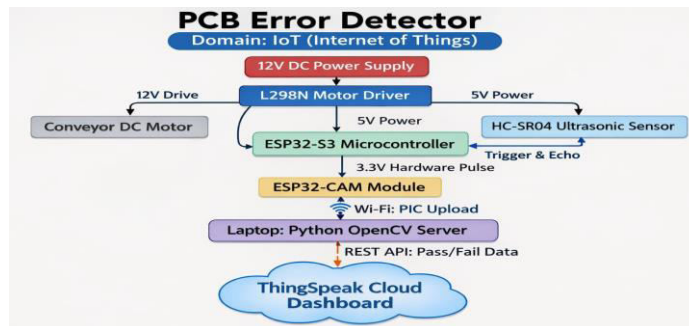 PCB Error Detector
Domain: IoT (Internet of Things)
12V DC Power Supply
12V Drive
L298N Motor Driver
5V Power
Conveyor DC Motor
5V Power
HC-SR04 Ultrasonic Sensor
ESP32-S3 Microcontroller
Trigger & Echo
3.3V Hardware Pulse
ESP32-CAM Module
Wi-Fi: PIC Upload
Laptop: Python OpenCV Server
REST API: Pass/Fail Data
ThingSpeak Cloud
Dashboard